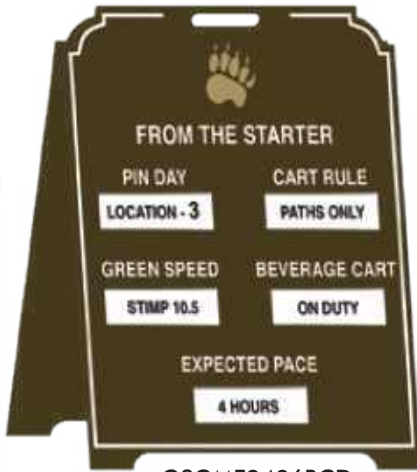 FROM THE STARTER
PIN DAY CART RULE
LOCATION - 3 PATHS ONLY
GREEN SPEED BEVERAGE CART
STIMP 10.5 ON DUTY
EXPECTED PACE
4 HOURS